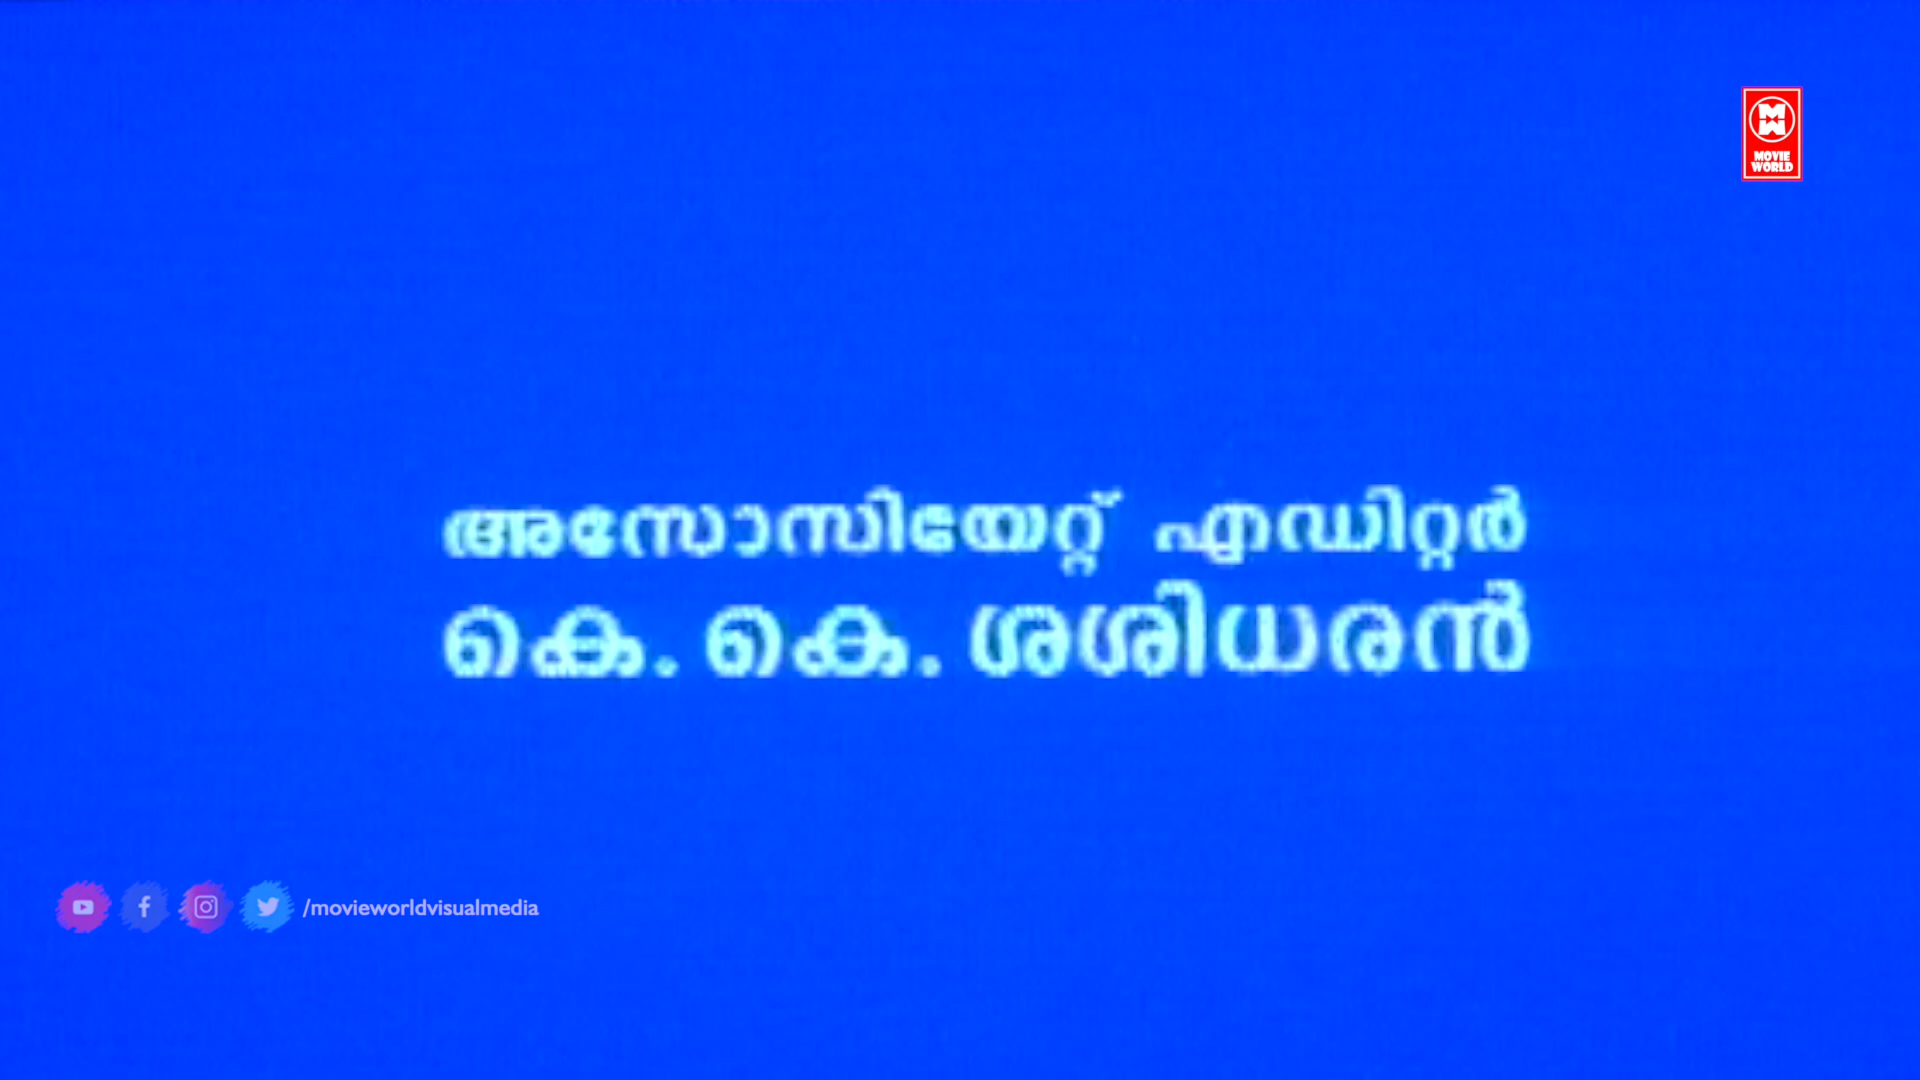 MOVIE
WORLD
അസോസിയേറ്റ് എഡിറ്റർ
കെ. കെ. ശശിധരൻ
/movieworldvisualmedia